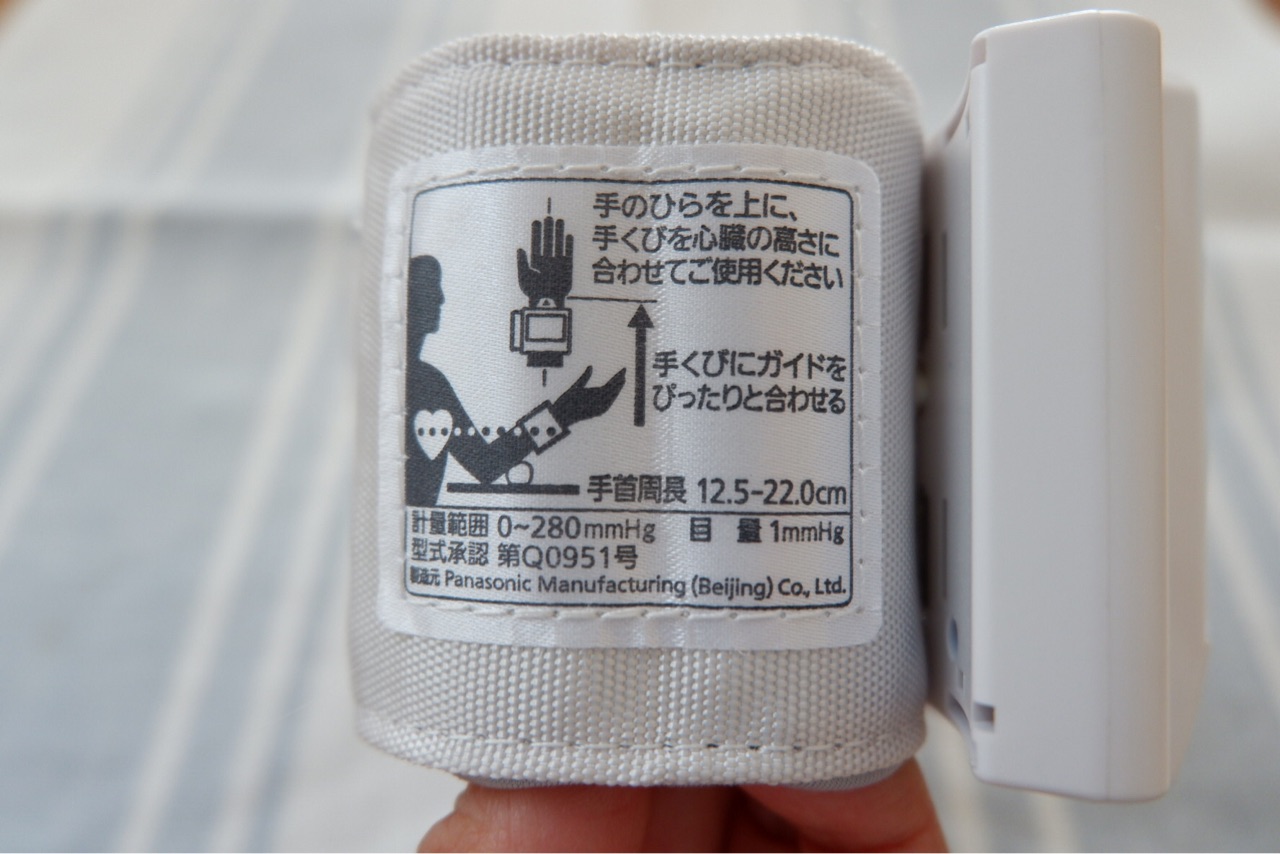 手のひらを上に、
手くびを心臓の高さに
合わせてご使用ください
手くびにガイドを
ぴったりと合わせる
手首周長 12.5-22.0cm
計量範囲 0~280mmHg 目 量 1mmHg
型式承認 第Q0951号
製造元 Panasonic Manufacturing (Beijing) Co., Ltd.